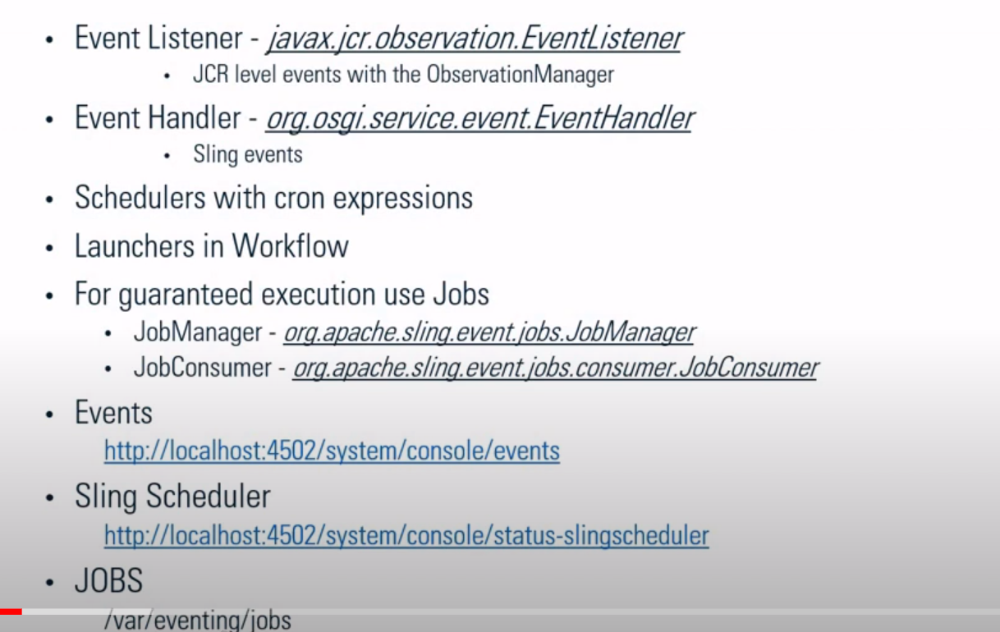 • Event Listener - javax.jcr.observation.EventListener
• JCR level events with the ObservationManager
• Event Handler - org.osgi.service.event.EventHandler
• Sling events
• Schedulers with cron expressions
• Launchers in Workflow
• For guaranteed execution use Jobs
• JobManager - org.apache.sling.event.jobs.JobManager
• JobConsumer - org.apache.sling.event.jobs.consumer.JobConsumer
• Events
http://localhost:4502/system/console/events
• Sling Scheduler
http://localhost:4502/system/console/status-slingscheduler
• JOBS
/var/eventing/jobs